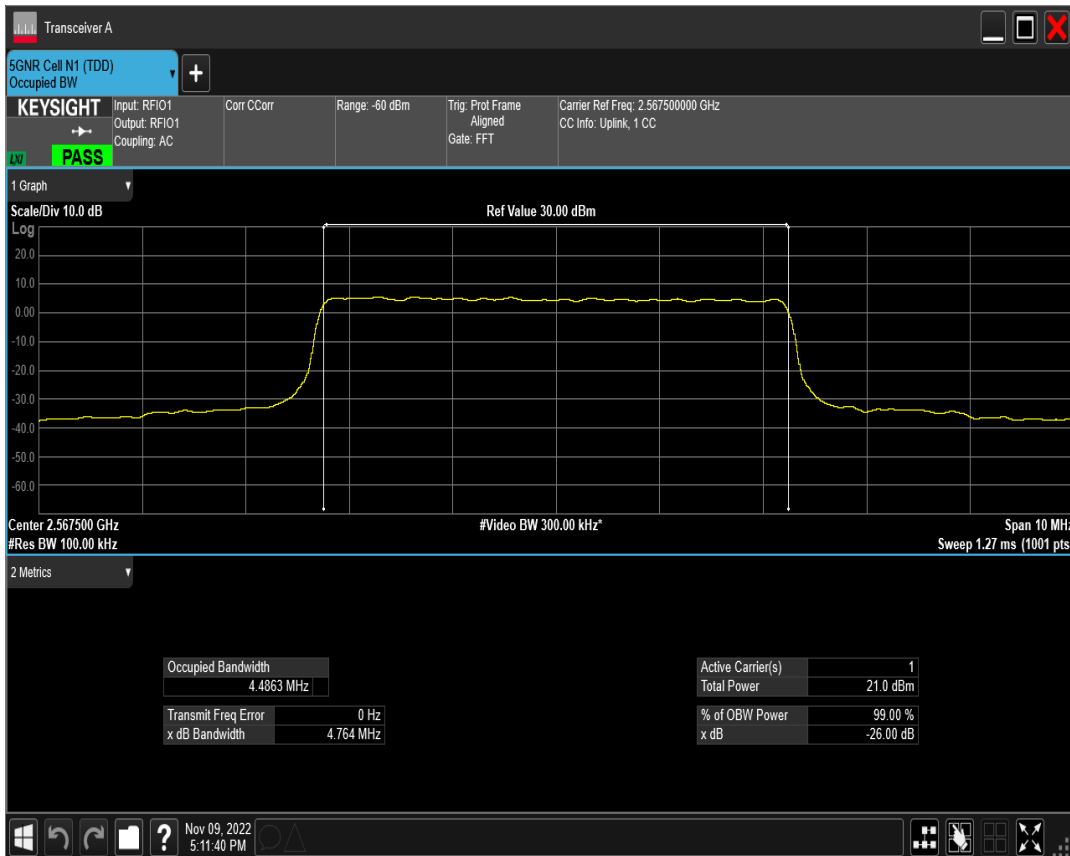 Transceiver A
5GNR Cell N1 (TDD)
Occupied BW
+
KEYSIGHT
LXI
PASS
Input: RFIO1
Output: RFIO1
Coupling: AC
Corr CCorr
Range: -60 dBm
Trig: Prot Frame
Aligned
Gate: FFT
Carrier Ref Freq: 2.567500000 GHz
CC Info: Uplink, 1 CC
1 Graph
Scale/Div 10.0 dB
Ref Value 30.00 dBm
Log
20.0
10.0
0.00
-10.0
-20.0
-30.0
-40.0
-50.0
-60.0
Center 2.567500 GHz
#Video BW 300.00 kHz*
Span 10 MHz
#Res BW 100.00 kHz
Sweep 1.27 ms (1001 pts
2 Metrics
Occupied Bandwidth
4.4863 MHz
Transmit Freq Error 0 Hz
x dB Bandwidth 4.764 MHz
Active Carrier(s) 1
Total Power 21.0 dBm
% of OBW Power 99.00 %
x dB -26.00 dB
?
Nov 09, 2022
5:11:40 PM